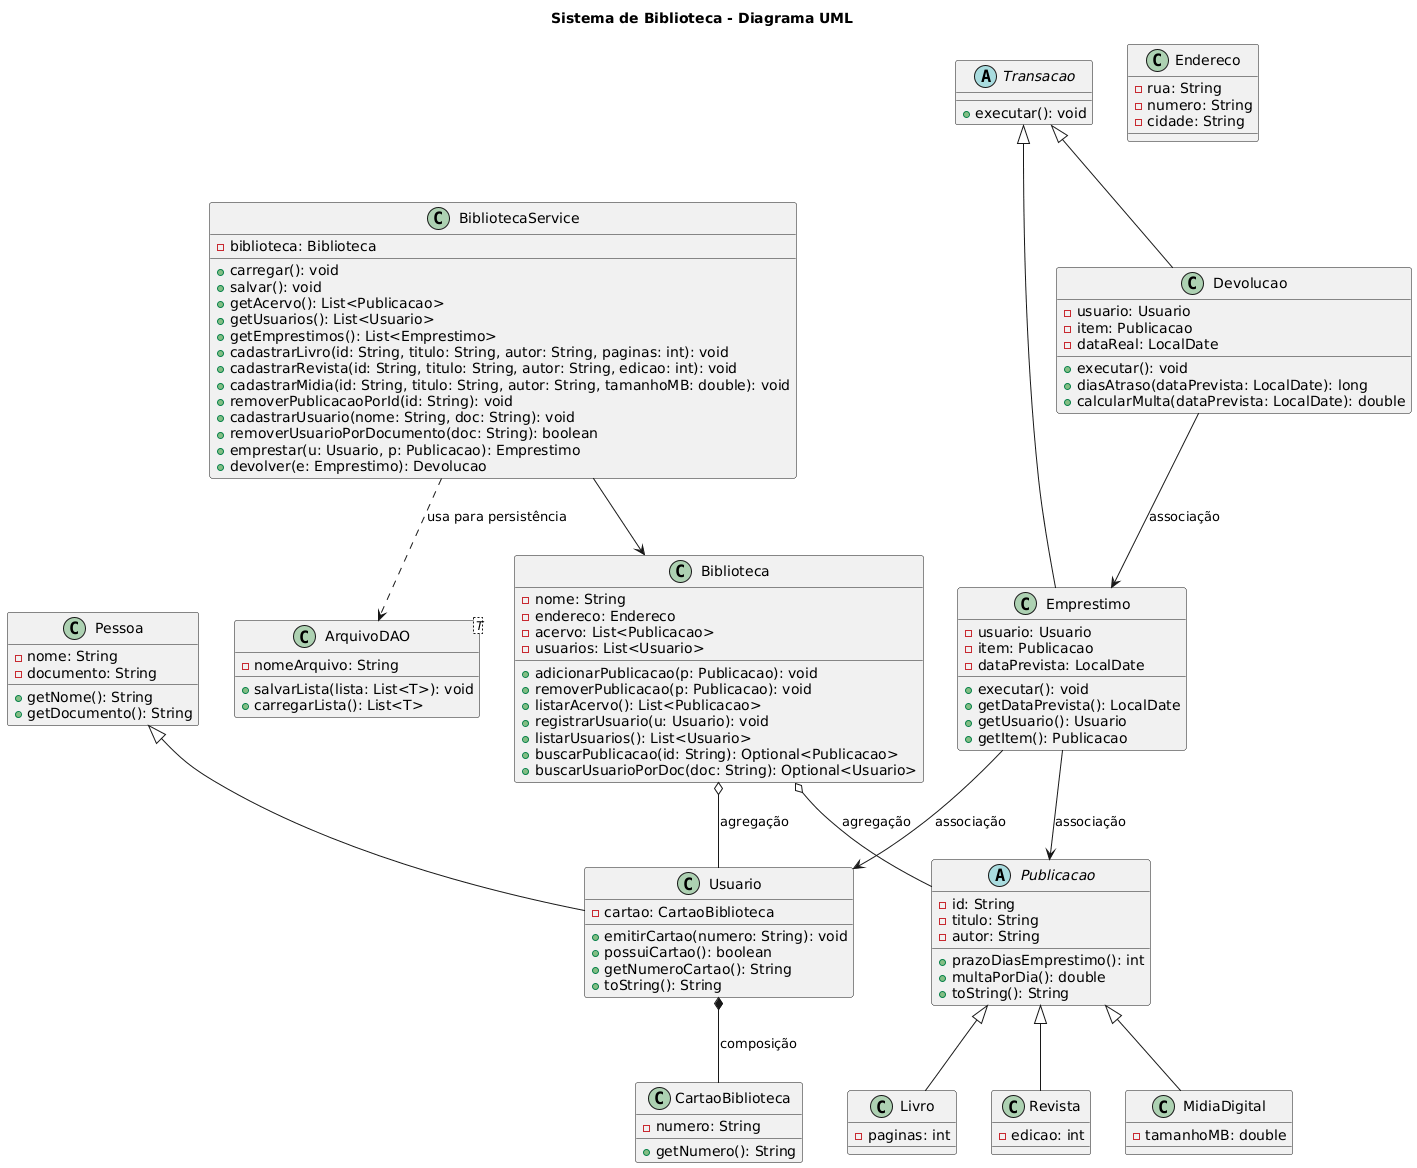 Sistema de Biblioteca - Diagrama UML
A Transacao
executar(): void
C Endereco
rua: String
numero: String
cidade: String
C BibliotecaService
biblioteca: Biblioteca
carregar(): void
salvar(): void
getAcervo(): List<Publicacao>
getUsuarios(): List<Usuario>
getEmprestimos(): List<Emprestimo>
cadastrarLivro(id: String, titulo: String, autor: String, paginas: int): void
cadastrarRevista(id: String, titulo: String, autor: String, edicao: int): void
cadastrarMidia(id: String, titulo: String, autor: String, tamanhoMB: double): void
removerPublicacaoPorId(id: String): void
cadastrarUsuario(nome: String, doc: String): void
removerUsuarioPorDocumento(doc: String): boolean
emprestar(u: Usuario, p: Publicacao): Emprestimo
devolver(e: Emprestimo): Devolucao
C Devolucao
usuario: Usuario
item: Publicacao
dataReal: LocalDate
executar(): void
diasAtraso(dataPrevista: LocalDate): long
calcularMulta(dataPrevista: LocalDate): double
usa para persistência
associação
C Pessoa
nome: String
documento: String
getNome(): String
getDocumento(): String
C ArquivoDAO
T
nomeArquivo: String
salvarLista(lista: List<T>): void
carregarLista(): List<T>
C Biblioteca
nome: String
endereco: Endereco
acervo: List<Publicacao>
usuarios: List<Usuario>
adicionarPublicacao(p: Publicacao): void
removerPublicacao(p: Publicacao): void
listarAcervo(): List<Publicacao>
registrarUsuario(u: Usuario): void
listarUsuarios(): List<Usuario>
buscarPublicacao(id: String): Optional<Publicacao>
buscarUsuarioPorDoc(doc: String): Optional<Usuario>
C Emprestimo
usuario: Usuario
item: Publicacao
dataPrevista: LocalDate
executar(): void
getDataPrevista(): LocalDate
getUsuario(): Usuario
getItem(): Publicacao
agregação
agregação
associação
associação
C Usuario
cartao: CartaoBiblioteca
emitirCartao(numero: String): void
possuiCartao(): boolean
getNumeroCartao(): String
toString(): String
A Publicacao
id: String
titulo: String
autor: String
prazoDiasEmprestimo(): int
multaPorDia(): double
toString(): String
composição
C CartaoBiblioteca
numero: String
getNumero(): String
C Livro
paginas: int
C Revista
edicao: int
C MidiaDigital
tamanhoMB: double